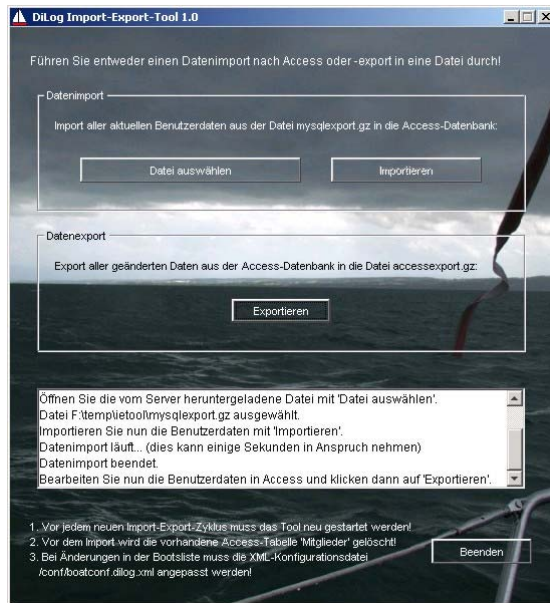 DiLog Import-Export-Tool 1.0
Führen Sie entweder einen Datenimport nach Access oder -export in eine Datei durch!
Datenimport
Import aller aktuellen Benutzerdaten aus der Datei mysqlexport.gz in die Access-Datenbank:
Datei auswählen
Importieren
Datenexport
Export aller geänderten Daten aus der Access-Datenbank in die Datei accessexport.gz:
Exportieren
Öffnen Sie die vom Server heruntergeladene Datei mit 'Datei auswählen'.
Datei F:\temp\ietool\mysqlexport.gz ausgewählt.
Importieren Sie nun die Benutzerdaten mit 'Importieren'.
Datenimport läuft... (dies kann einige Sekunden in Anspruch nehmen)
Datenimport beendet.
Bearbeiten Sie nun die Benutzerdaten in Access und klicken dann auf 'Exportieren'.
1. Vor jedem neuen Import-Export-Zyklus muss das Tool neu gestartet werden!
2. Vor dem Import wird die vorhandene Access-Tabelle 'Mitglieder' gelöscht!
3. Bei Änderungen in der Bootsliste muss die XML-Konfigurationsdatei
/conf/boatconf.dilog.xml angepasst werden!
Beenden